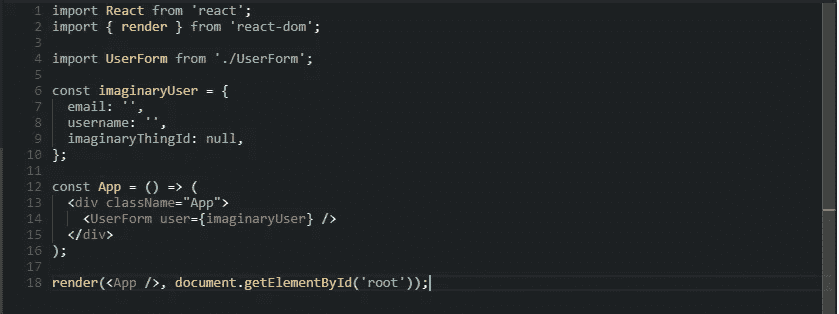 1 import React from 'react';
2 import { render } from 'react-dom';
3
4 import UserForm from './UserForm';
5
6 const imaginaryUser = {
7   email: '',
8   username: '',
9   imaginaryThingId: null,
10 };
11
12 const App = () => (
13   <div className="App">
14     <UserForm user={imaginaryUser} />
15   </div>
16 );
17
18 render(<App />, document.getElementById('root'));